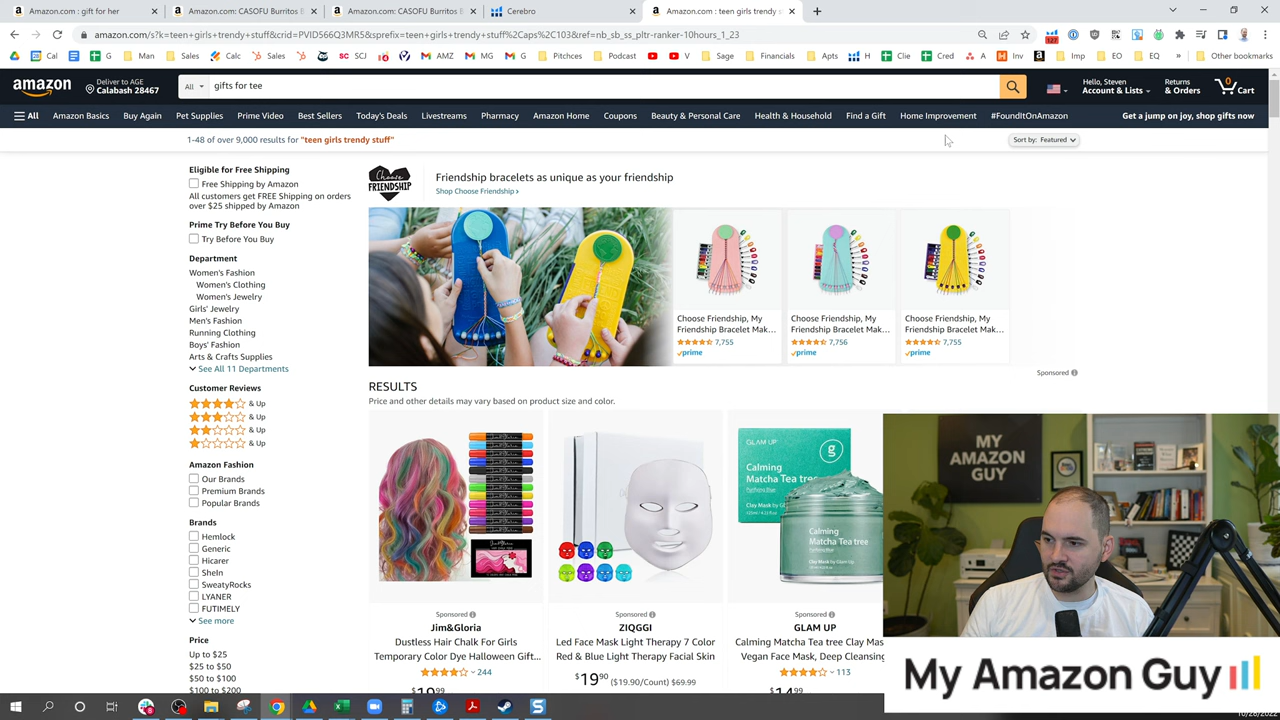 Amazon.com : gift for her
Amazon.com: CASOFU Burritos B
Amazon.com: CASOFU Burritos B
Cerebro
Amazon.com : teen girls trendy s
amazon.com/s?k=teen+girls+trendy+stuff&crid=PVID566Q3MR5&sprefix=teen+girls+trendy+stuff%2Caps%2C103&ref=nb_sb_ss_pltr-ranker-10hours_1_23
Cal
G
Man
Sales
Calc
SC
SCJ
AMZ
MG
Pitchces
Podcast
V
Sage
Financials
Apts
H
Clie
Cred
A
Inv
Imp
EO
EQ
Other bookmarks
amazon
Deliver to AGE
Calabash 28467
All
gifts for tee
Hello, Steven
Account & Lists
Returns
& Orders
0
Cart
All
Amazon Basics
Buy Again
Pet Supplies
Prime Video
Best Sellers
Today's Deals
Livestreams
Pharmacy
Amazon Home
Coupons
Beauty & Personal Care
Find a Gift
Health & Household
Home Improvement
#FoundItOnAmazon
Get a jump on joy, shop gifts now
1-48 of over 9,000 results for "teen girls trendy stuff"
Sort by: Featured
Eligible for Free Shipping
Free Shipping by Amazon
All customers get FREE Shipping on orders
over $25 shipped by Amazon
Prime Try Before You Buy
Try Before You Buy
Department
Women's Fashion
Women's Clothing
Women's Jewelry
Girls' Jewelry
Men's Fashion
Running Clothing
Boys' Fashion
Arts & Crafts Supplies
See All 11 Departments
Customer Reviews
& Up
& Up
& Up
& Up
Amazon Fashion
Our Brands
Premium Brands
Popular Brands
Brands
Hemlock
Generic
Hicarer
SheIn
SweatyRocks
LYANER
FUTIMELY
See more
Price
Up to $25
$25 to $50
$50 to $100
$100 to $200
Choose
FRIENDSHIP
Friendship bracelets as unique as your friendship
Shop Choose Friendship
Choose Friendship, My
Friendship Bracelet Mak...
7,755
prime
Choose Friendship, My
Friendship Bracelet Mak...
7,756
prime
Choose Friendship, My
Friendship Bracelet Mak...
7,755
prime
Sponsored
RESULTS
Price and other details may vary based on product size and color.
Sponsored
Jim&Gloria
Dustless Hair Chalk For Girls
Temporary Color Dye Halloween Gift...
244
Sponsored
ZIQGGI
Led Face Mask Light Therapy 7 Color
Red & Blue Light Therapy Facial Skin
$19.90 ($19.90/Count) $69.99
GLAM UP
Calming
Matcha Tea tree
Calming
Matcha Tea tree
Clay Mask by Glam Up
Sponsored
GLAM UP
Calming Matcha Tea tree Clay Mas
Vegan Face Mask, Deep Cleansing
113
MY
AMAZON
GUY
My Amazon Guy
10/28/2022